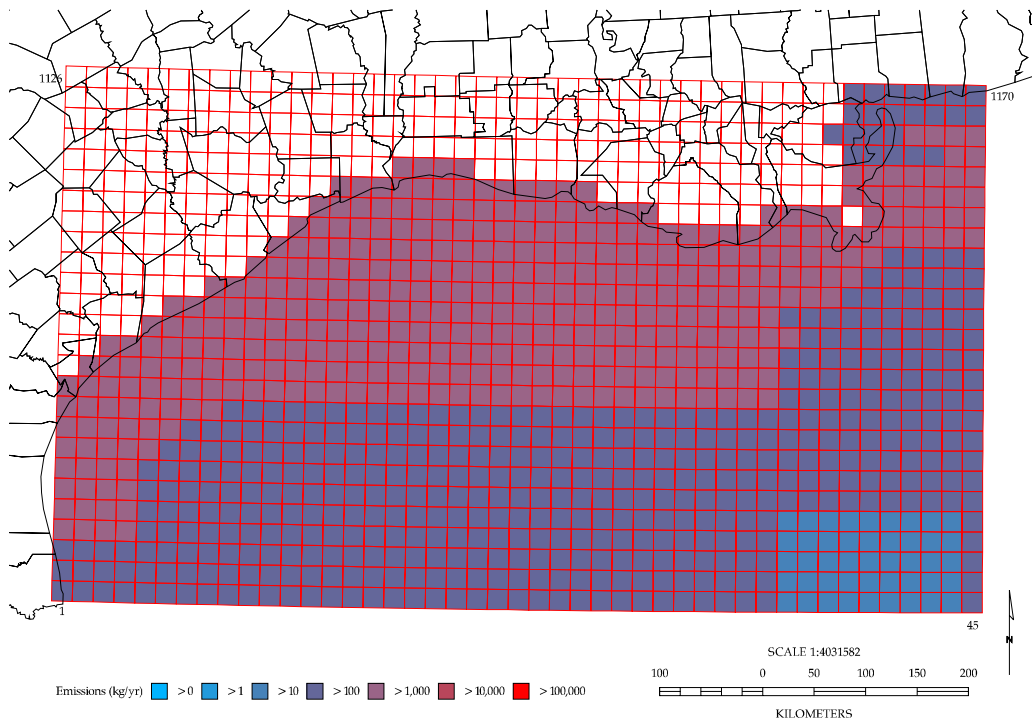 1126
1170
1
45
SCALE 1:4031582
N
Emissions (kg/yr) > 0 > 1 > 10 > 100 > 1,000 > 10,000 > 100,000
100 0 50 100 150 200
KILOMETERS